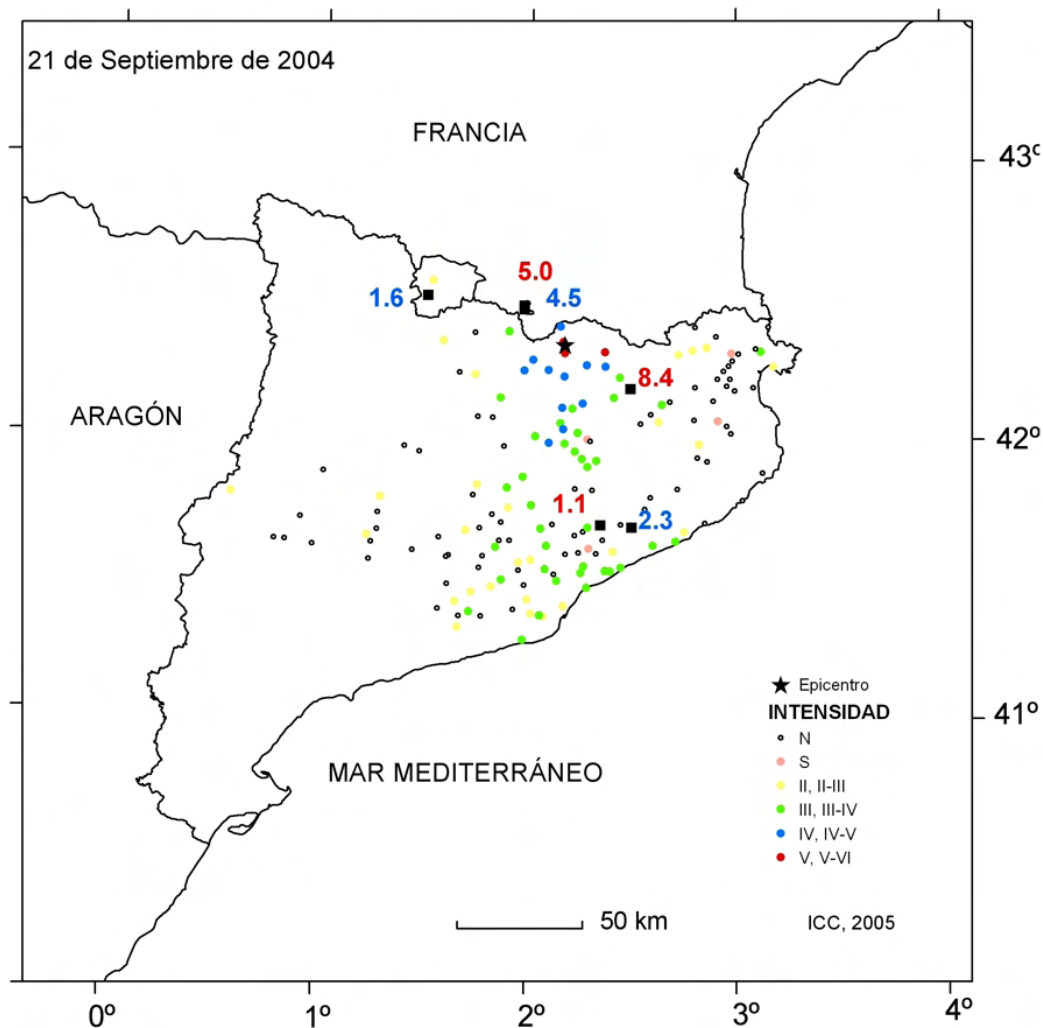 21 de Septiembre de 2004
FRANCIA
43º
5.0
1.6
4.5
8.4
ARAGÓN
42º
1.1
2.3
Epicentro
INTENSIDAD
41º
N
MAR MEDITERRÁNEO
S
II, II-III
III, III-IV
IV, IV-V
V, V-VI
50 km
ICC, 2005
0º
1º
2º
3º
4º